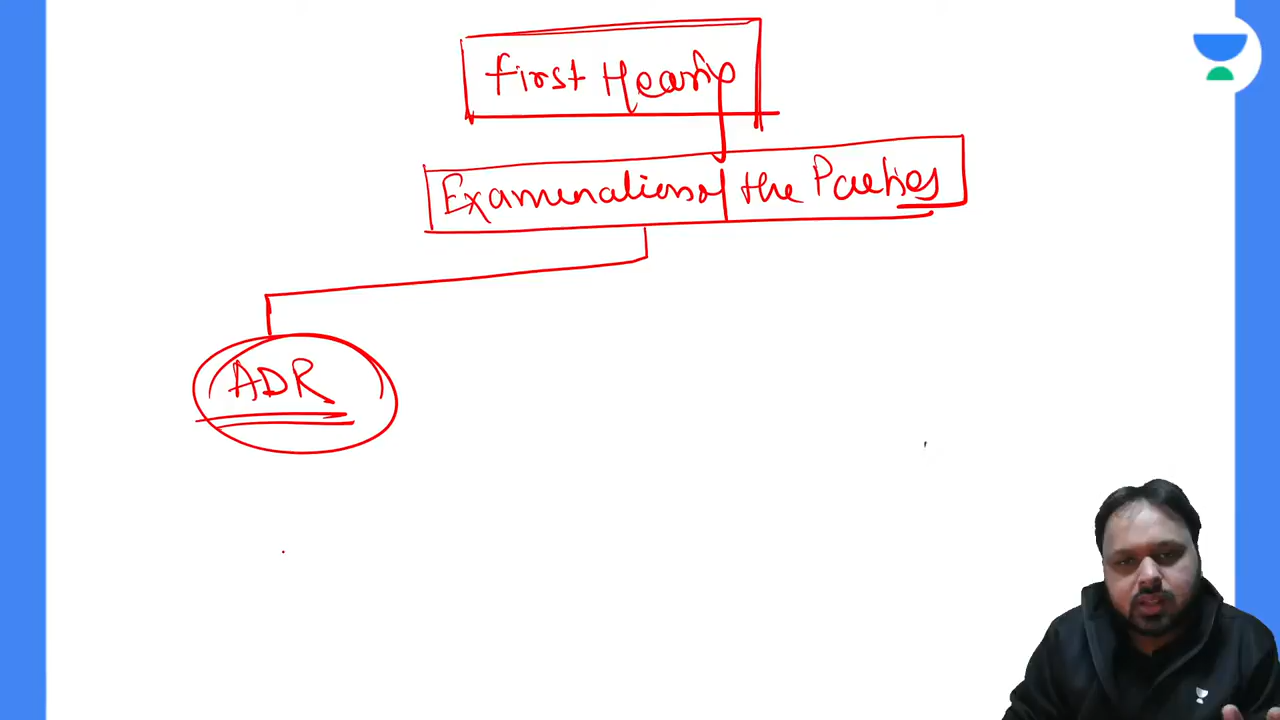 First Hearing
Examination of the Parties
ADR